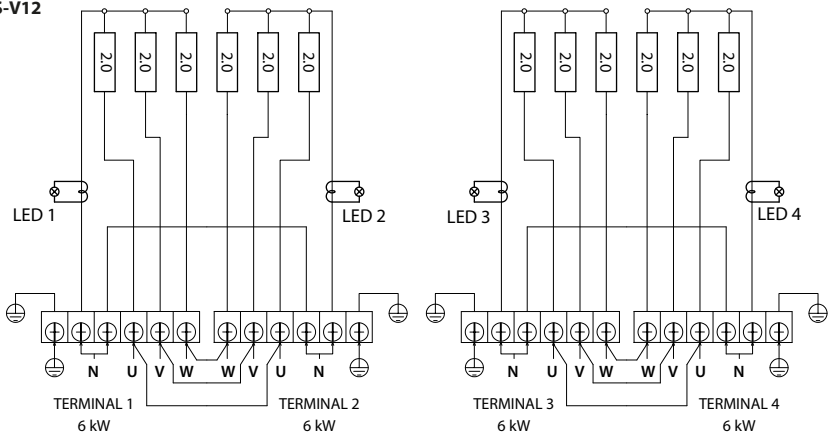 S-V12
2.0 2.0 2.0 2.0 2.0 2.0 2.0 2.0 2.0 2.0 2.0 2.0
LED 1 LED 2 LED 3 LED 4
N U V W W V U N N U V W W V U N
TERMINAL 1 TERMINAL 2 TERMINAL 3 TERMINAL 4
6 kW 6 kW 6 kW 6 kW